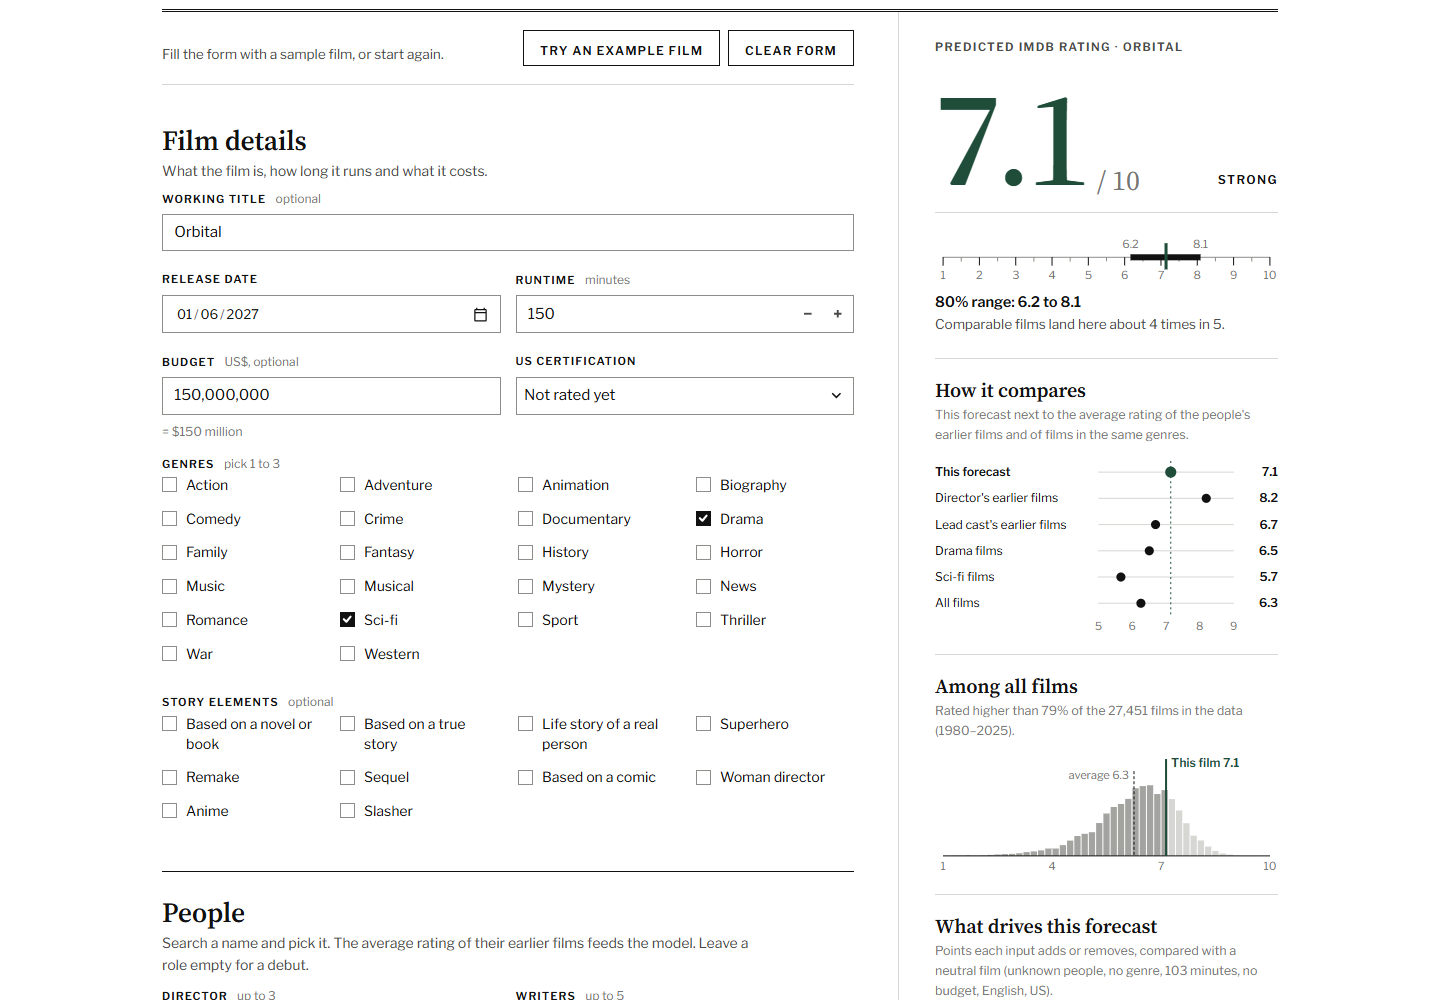 Fill the form with a sample film, or start again.
TRY AN EXAMPLE FILM
CLEAR FORM
Film details
What the film is, how long it runs and what it costs.
WORKING TITLE optional
Orbital
RELEASE DATE
RUNTIME minutes
01/06/2027
150
BUDGET US$, optional
US CERTIFICATION
150,000,000
Not rated yet
= $150 million
GENRES pick 1 to 3
Action
Adventure
Animation
Biography
Comedy
Crime
Documentary
Drama
Family
Fantasy
History
Horror
Music
Musical
Mystery
News
Romance
Sci-fi
Sport
Thriller
War
Western
STORY ELEMENTS optional
Based on a novel or
book
Based on a true
story
Life story of a real
person
Superhero
Remake
Sequel
Based on a comic
Woman director
Anime
Slasher
People
Search a name and pick it. The average rating of their earlier films feeds the model. Leave a
role empty for a debut.
DIRECTOR up to 3
WRITERS up to 5
PREDICTED IMDB RATING · ORBITAL
7.1 / 10
STRONG
6.2 8.1
1 2 3 4 5 6 7 8 9 10
80% range: 6.2 to 8.1
Comparable films land here about 4 times in 5.
How it compares
This forecast next to the average rating of the people's
earlier films and of films in the same genres.
This forecast 7.1
Director's earlier films 8.2
Lead cast's earlier films 6.7
Drama films 6.5
Sci-fi films 5.7
All films 6.3
5 6 7 8 9
Among all films
Rated higher than 79% of the 27,451 films in the data
(1980–2025).
This film 7.1
average 6.3
1 4 7 10
What drives this forecast
Points each input adds or removes, compared with a
neutral film (unknown people, no genre, 103 minutes, no
budget, English, US).